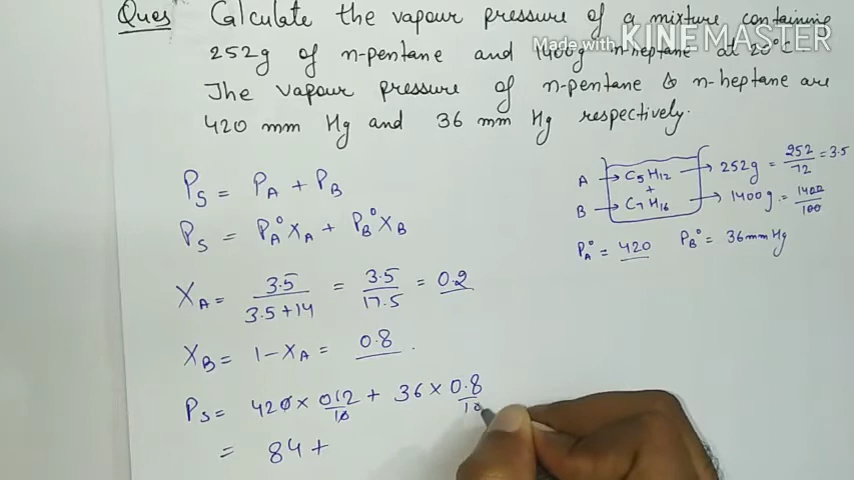 Ques Calculate the vapour pressure of a mixture containing
252g of n-pentane and 1400g n-heptane at 20°C.
The vapour pressure of n-pentane & n-heptane are
420 mm Hg and 36 mm Hg respectively.
Made with KINEMASTER
A → C5H12 → 252g = 252/72 = 3.5
+
B → C7H16 → 1400g = 1400/100
PA° = 420 PB° = 36mm Hg
PS = PA + PB
PS = PA° XA + PB° XB
XA = 3.5/3.5+14 = 3.5/17.5 = 0.2
XB = 1 - XA = 0.8
PS = 420 × 012/10 + 36 × 0.8/10
= 84 +